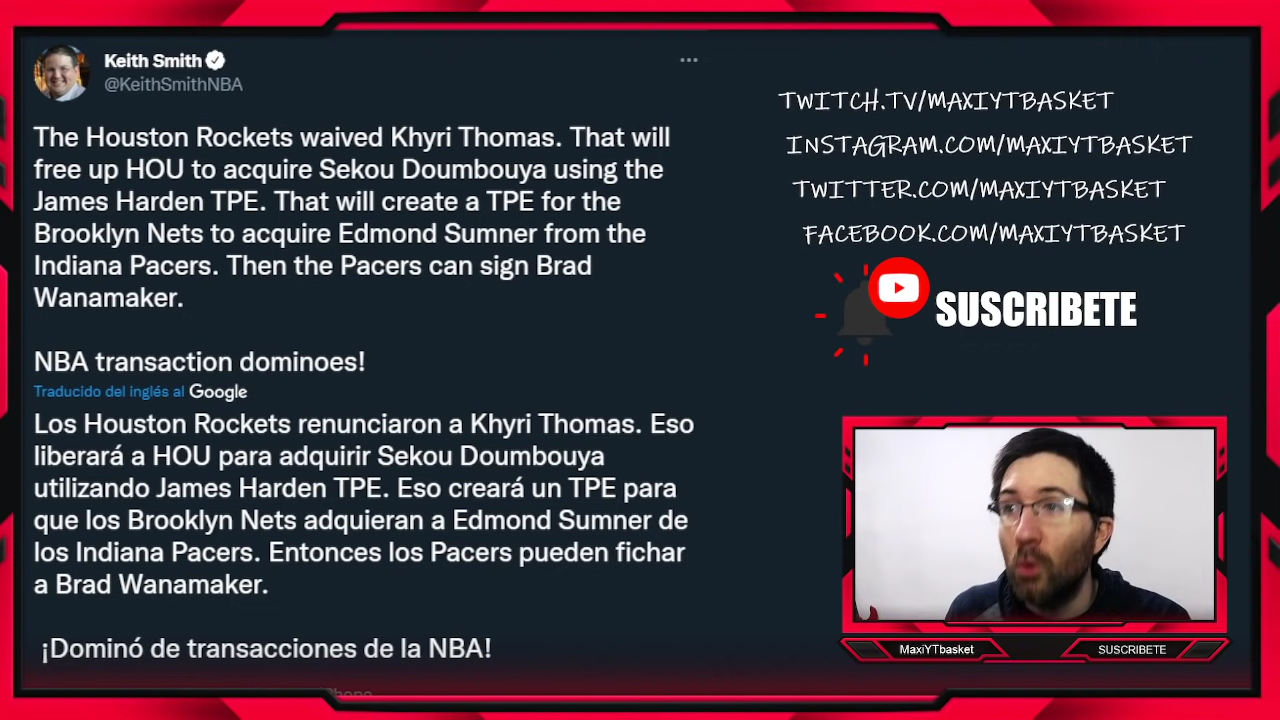 Keith Smith
@KeithSmithNBA
The Houston Rockets waived Khyri Thomas. That will
free up HOU to acquire Sekou Doumbouya using the
James Harden TPE. That will create a TPE for the
Brooklyn Nets to acquire Edmond Sumner from the
Indiana Pacers. Then the Pacers can sign Brad
Wanamaker.
NBA transaction dominoes!
Traducido del inglés al Google
Los Houston Rockets renunciaron a Khyri Thomas. Eso
liberará a HOU para adquirir Sekou Doumbouya
utilizando James Harden TPE. Eso creará un TPE para
que los Brooklyn Nets adquieran a Edmond Sumner de
los Indiana Pacers. Entonces los Pacers pueden fichar
a Brad Wanamaker.
¡Dominó de transacciones de la NBA!
TWITCH.TV/MAXIYTBASKET
INSTAGRAM.COM/MAXIYTBASKET
TWITTER.COM/MAXIYTBASKET
FACEBOOK.COM/MAXIYTBASKET
SUSCRIBETE
MaxiYTbasket
SUSCRIBETE